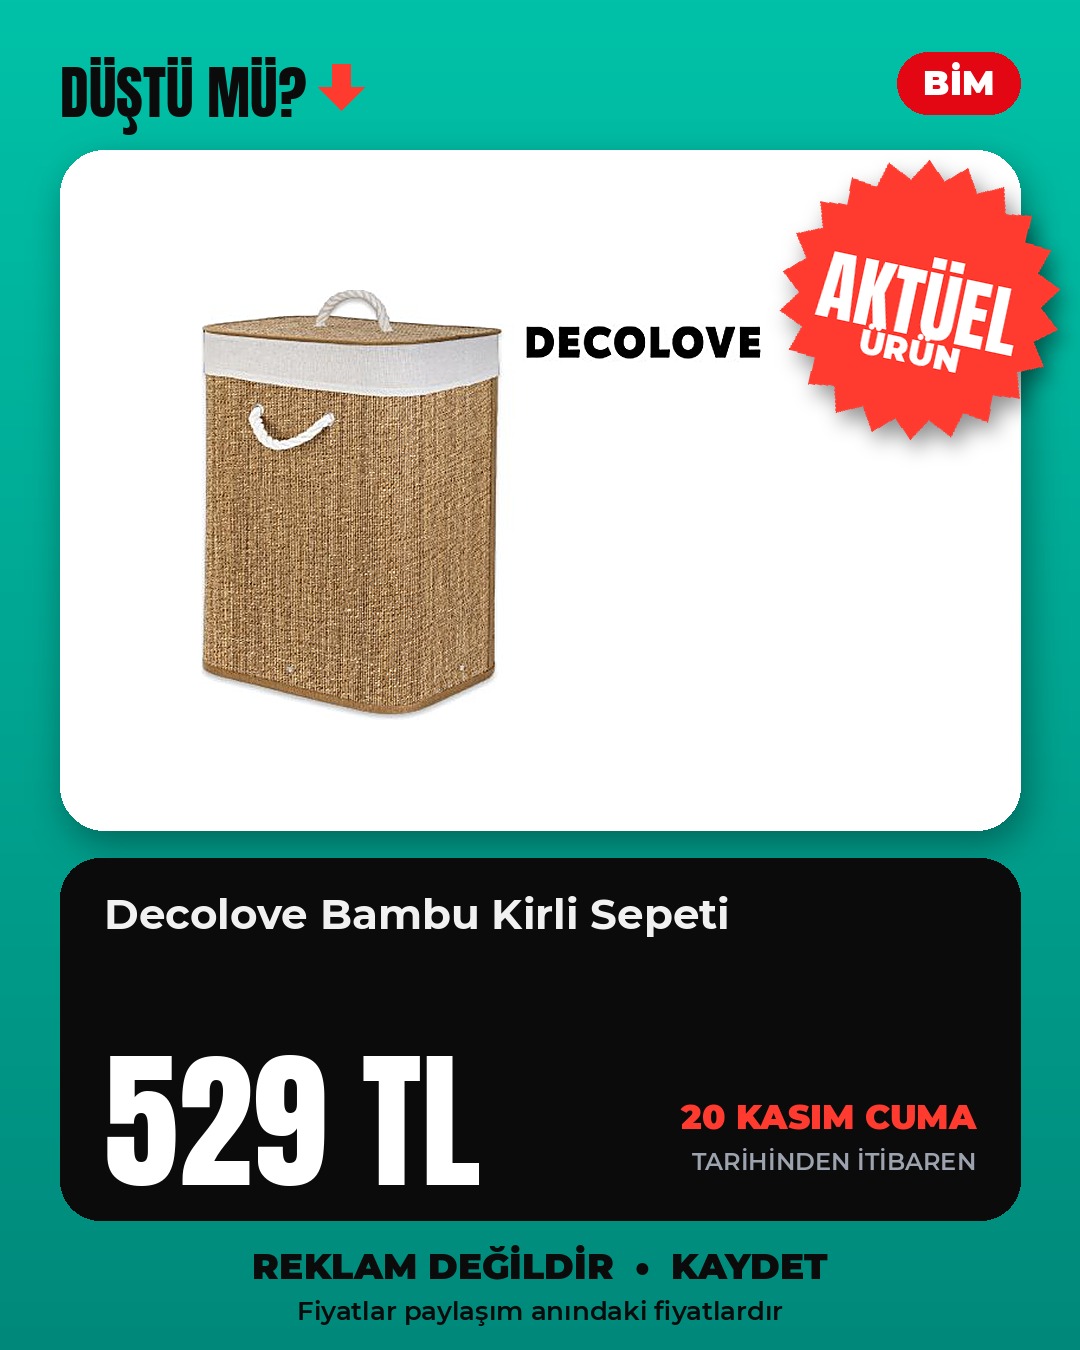 DÜŞTÜ MÜ?
BİM
AKTÜEL
ÜRÜN
DECOLOVE
Decolove Bambu Kirli Sepeti
529 TL
20 KASIM CUMA
TARİHİNDEN İTİBAREN
REKLAM DEĞİLDİR • KAYDET
Fiyatlar paylaşım anındaki fiyatlardır